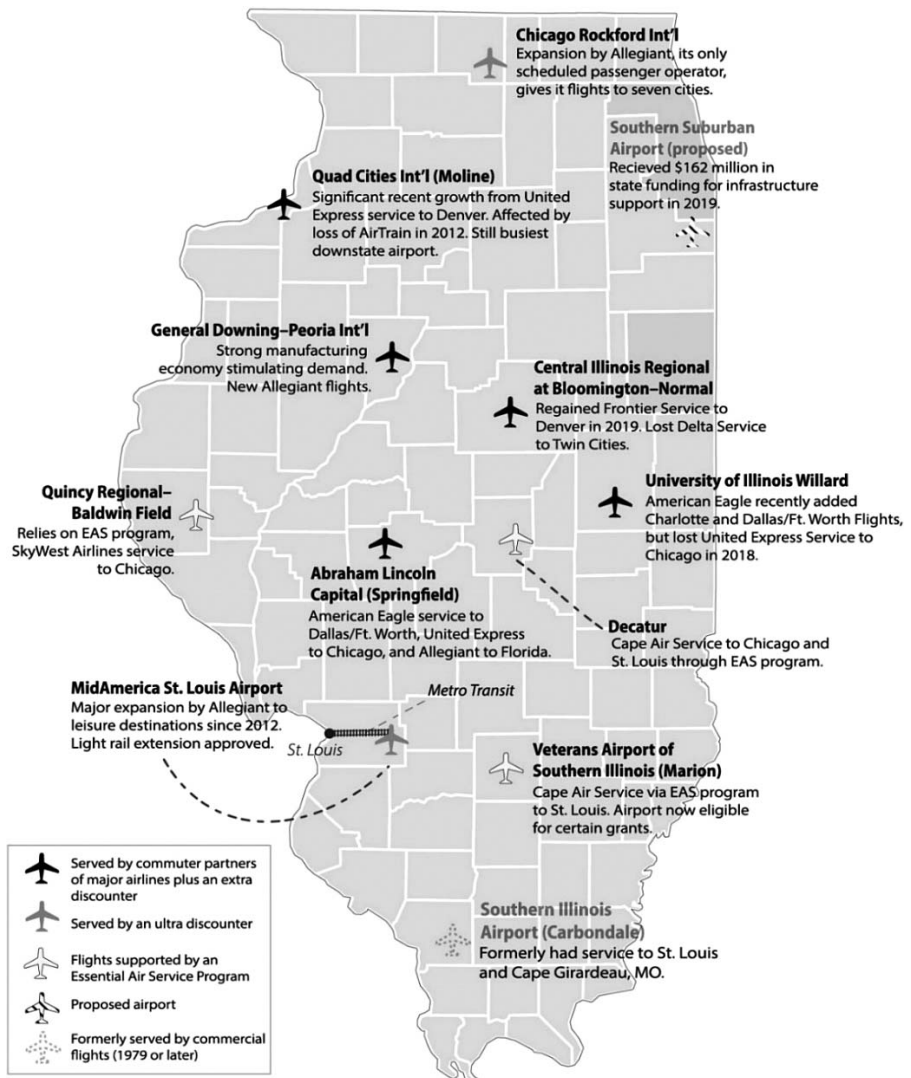 Chicago Rockford Int'l
Expansion by Allegiant, its only
scheduled passenger operator,
gives it flights to seven cities.
Southern Suburban
Airport (proposed)
Recieved $162 million in
state funding for infrastructure
support in 2019.
Quad Cities Int'l (Moline)
Significant recent growth from United
Express service to Denver. Affected by
loss of AirTrain in 2012. Still busiest
downstate airport.
General Downing–Peoria Int'l
Strong manufacturing
economy stimulating demand.
New Allegiant flights.
Central Illinois Regional
at Bloomington–Normal
Regained Frontier Service to
Denver in 2019. Lost Delta Service
to Twin Cities.
University of Illinois Willard
American Eagle recently added
Charlotte and Dallas/Ft. Worth Flights,
but lost United Express Service to
Chicago in 2018.
Quincy Regional–
Baldwin Field
Relies on EAS program,
SkyWest Airlines service
to Chicago.
Abraham Lincoln
Capital (Springfield)
American Eagle service to
Dallas/Ft. Worth, United Express
to Chicago, and Allegiant to Florida.
Decatur
Cape Air Service to Chicago and
St. Louis through EAS program.
MidAmerica St. Louis Airport
Major expansion by Allegiant to
leisure destinations since 2012.
Light rail extension approved.
Metro Transit
St. Louis
Veterans Airport of
Southern Illinois (Marion)
Cape Air Service via EAS program
to St. Louis. Airport now eligible
for certain grants.
Southern Illinois
Airport (Carbondale)
Formerly had service to St. Louis
and Cape Girardeau, MO.
Served by commuter partners
of major airlines plus an extra
discounter
Served by an ultra discounter
Flights supported by an
Essential Air Service Program
Proposed airport
Formerly served by commercial
flights (1979 or later)